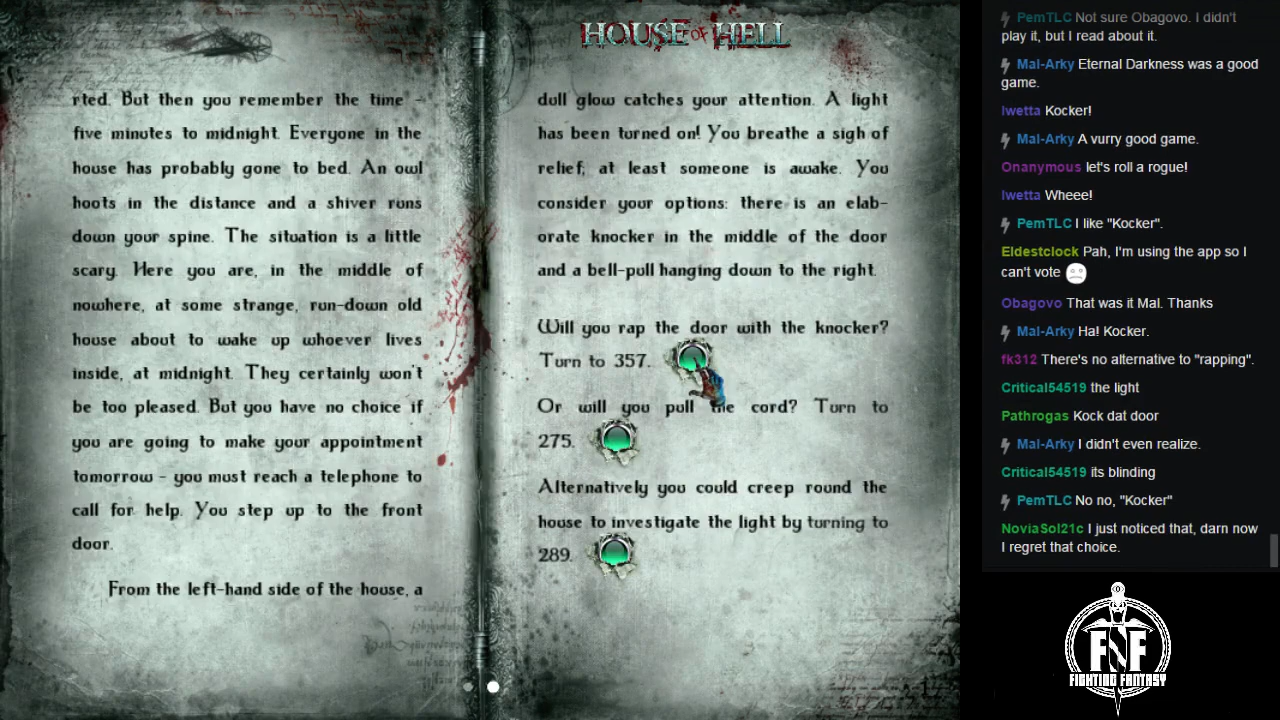 rted. But then you remember the time -
five minutes to midnight. Everyone in the
house has probably gone to bed. An owl
hoots in the distance and a shiver runs
down your spine. The situation is a little
scary. Here you are, in the middle of
nowhere, at some strange, run-down old
house about to wake up whoever lives
inside, at midnight. They certainly won't
be too pleased. But you have no choice if
you are going to make your appointment
tomorrow - you must reach a telephone to
call for help. You step up to the front
door.
From the left-hand side of the house, a
HOUSE OF HELL
dull glow catches your attention. A light
has been turned on! You breathe a sigh of
relief; at least someone is awake. You
consider your options: there is an elab-
orate knocker in the middle of the door
and a bell-pull hanging down to the right.
Will you rap the door with the knocker?
Turn to 357.
Or will you pull the cord? Turn to
275.
Alternatively you could creep round the
house to investigate the light by turning to
289.
PemTLC Not sure Obagovo. I didn't
play it, but I read about it.
Mal-Arky Eternal Darkness was a good
game.
Iwetta Kocker!
Mal-Arky A vurry good game.
Onanymous let's roll a rogue!
Iwetta Wheee!
PemTLC I like "Kocker".
Eldestclock Pah, I'm using the app so I
can't vote
Obagovo That was it Mal. Thanks
Mal-Arky Ha! Kocker.
fk312 There's no alternative to "rapping".
Critical54519 the light
Pathrogas Kock dat door
Mal-Arky I didn't even realize.
Critical54519 its blinding
PemTLC No no, "Kocker"
NoviaSol21c I just noticed that, darn now
I regret that choice.
FF
FIGHTING FANTASY